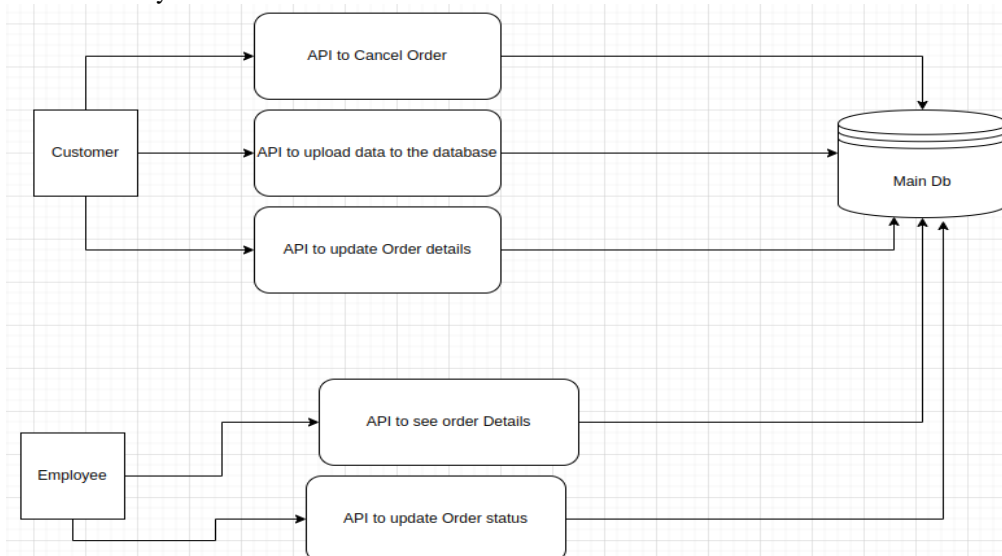 API to Cancel Order
Customer
API to upload data to the database
Main Db
API to update Order details
API to see order Details
Employee
API to update Order status